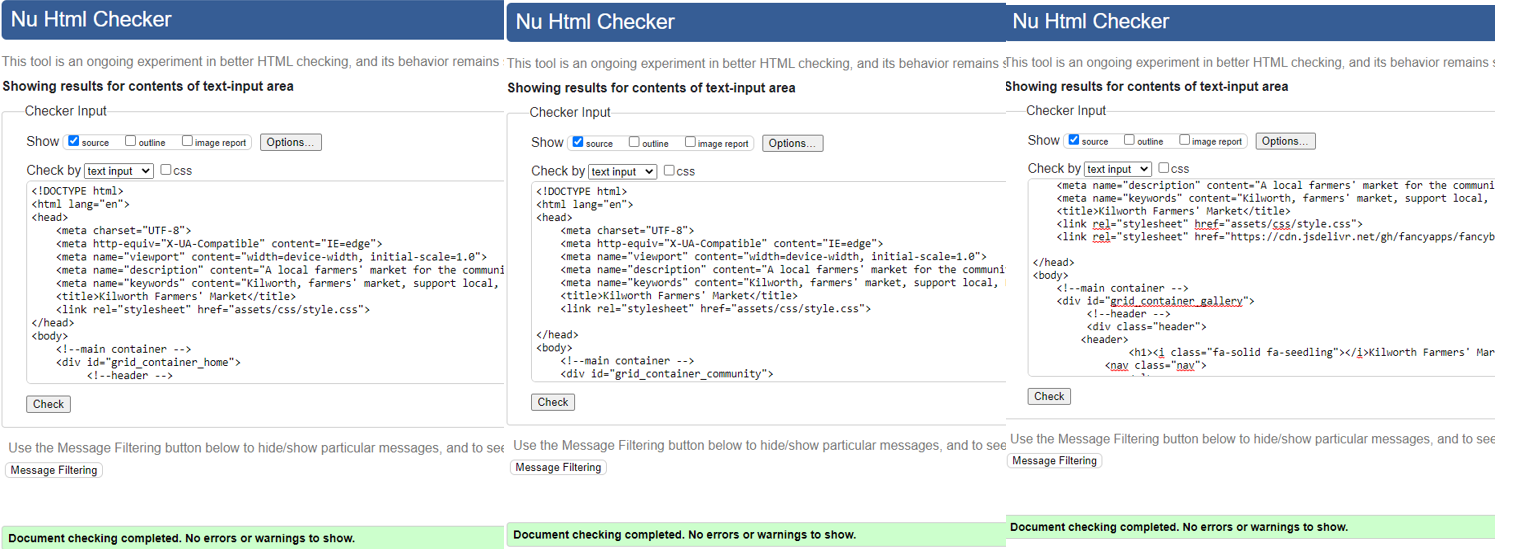 Nu Html Checker
This tool is an ongoing experiment in better HTML checking, and its behavior remains
Showing results for contents of text-input area
Checker Input
Show source outline image report Options...
Check by text input css
<!DOCTYPE html>
<html lang="en">
<head>
<meta charset="UTF-8">
<meta http-equiv="X-UA-Compatible" content="IE=edge">
<meta name="viewport" content="width=device-width, initial-scale=1.0">
<meta name="description" content="A local farmers' market for the communi
<meta name="keywords" content="Kilworth, farmers' market, support local,
<title>Kilworth Farmers' Market</title>
<link rel="stylesheet" href="assets/css/style.css">
</head>
<body>
<!--main container -->
<div id="grid_container_home">
<!--header -->
Check
Use the Message Filtering button below to hide/show particular messages, and to see
Message Filtering
Document checking completed. No errors or warnings to show.
Nu Html Checker
This tool is an ongoing experiment in better HTML checking, and its behavior remains s
Showing results for contents of text-input area
Checker Input
Show source outline image report Options...
Check by text input css
<!DOCTYPE html>
<html lang="en">
<head>
<meta charset="UTF-8">
<meta http-equiv="X-UA-Compatible" content="IE=edge">
<meta name="viewport" content="width=device-width, initial-scale=1.0">
<meta name="description" content="A local farmers' market for the communi
<meta name="keywords" content="Kilworth, farmers' market, support local,
<title>Kilworth Farmers' Market</title>
<link rel="stylesheet" href="assets/css/style.css">
</head>
<body>
<!--main container -->
<div id="grid_container_community">
Check
Use the Message Filtering button below to hide/show particular messages, and to see
Message Filtering
Document checking completed. No errors or warnings to show.
Nu Html Checker
This tool is an ongoing experiment in better HTML checking, and its behavior remains s
Showing results for contents of text-input area
Checker Input
Show source outline image report Options...
Check by text input css
<meta name="description" content="A local farmers' market for the communi
<meta name="keywords" content="Kilworth, farmers' market, support local,
<title>Kilworth Farmers' Market</title>
<link rel="stylesheet" href="assets/css/style.css">
<link rel="stylesheet" href="https://cdn.jsdelivr.net/gh/fancyapps/fancyb
</head>
<body>
<!--main container -->
<div id="grid_container_gallery">
<!--header -->
<div class="header">
<header>
<h1><i class="fa-solid fa-seedling"></i>Kilworth Farmers' Mar
<nav class="nav">
Check
Use the Message Filtering button below to hide/show particular messages, and to see
Message Filtering
Document checking completed. No errors or warnings to show.